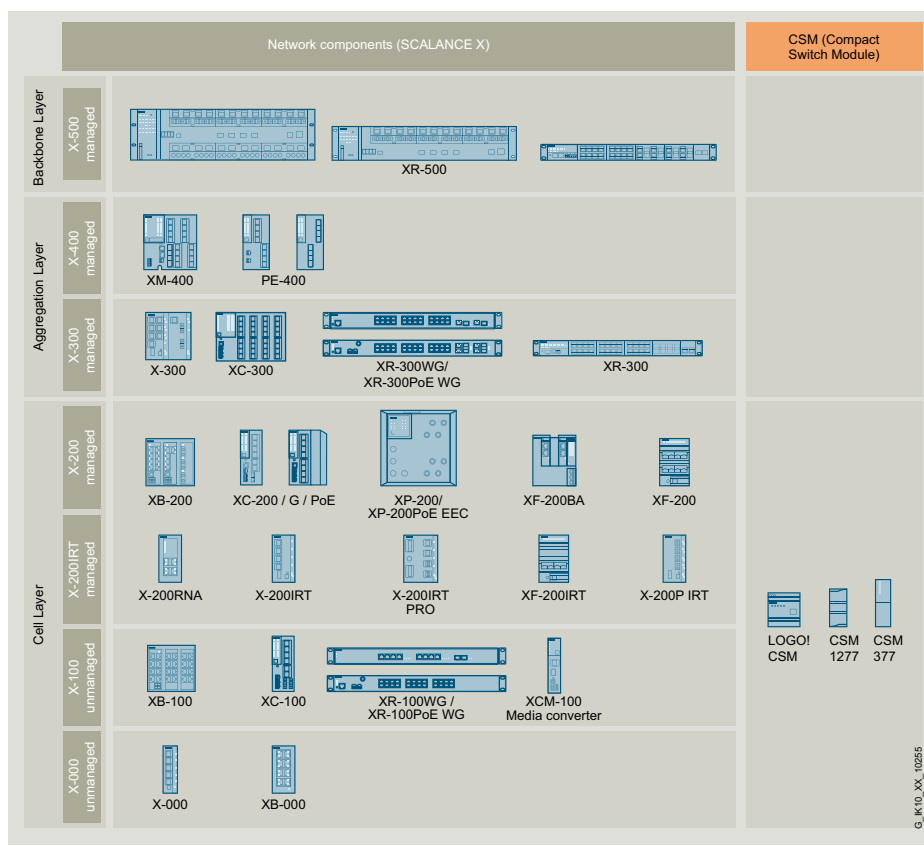 Network components (SCALANCE X)
CSM (Compact
Switch Module)
Backbone Layer
X-500
managed
XR-500
Aggregation Layer
X-400
managed
XM-400
PE-400
X-300
managed
X-300
XC-300
XR-300WG/
XR-300PoE WG
XR-300
Cell Layer
X-200
managed
XB-200
XC-200 / G / PoE
XP-200/
XP-200PoE EEC
XF-200BA
XF-200
X-200IRT
managed
X-200RNA
X-200IRT
X-200IRT
PRO
XF-200IRT
X-200P IRT
LOGO!
CSM
CSM
1277
CSM
377
X-100
unmanaged
XB-100
XC-100
XR-100WG /
XR-100PoE WG
XCM-100
Media converter
X-000
unmanaged
X-000
XB-000
G_IK10_XX_10255